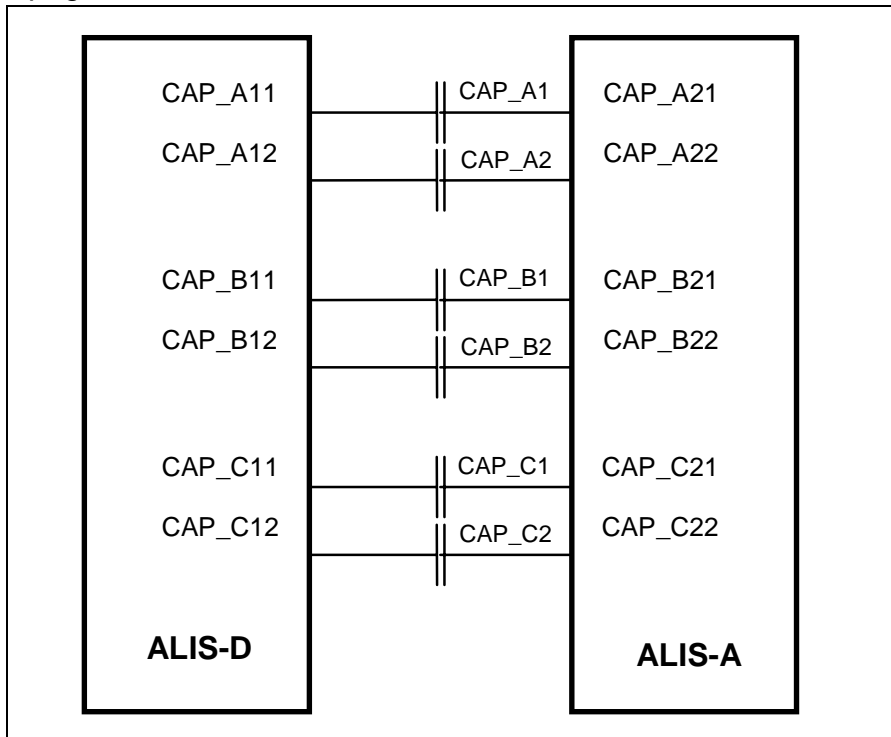 CAP_A11 CAP_A1 CAP_A21
CAP_A12 CAP_A2 CAP_A22
CAP_B11 CAP_B1 CAP_B21
CAP_B12 CAP_B2 CAP_B22
CAP_C11 CAP_C1 CAP_C21
CAP_C12 CAP_C2 CAP_C22
ALIS-D ALIS-A